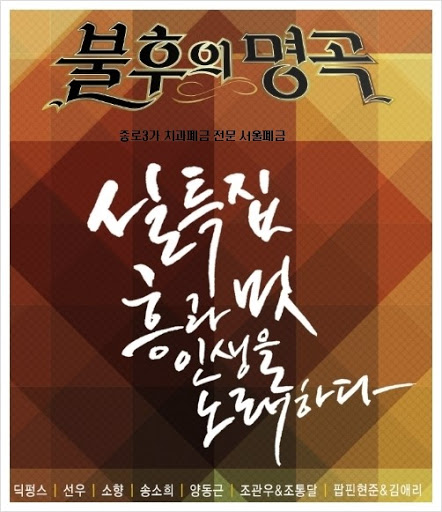 불후의 명곡
종로3가 치과폐금 전문 서울폐금
설특집
흥과 멋
인생을
노래하다
딕펑스 | 선우 | 소향 | 송소희 | 양동근 | 조관우&조통달 | 팝핀현준&김애리